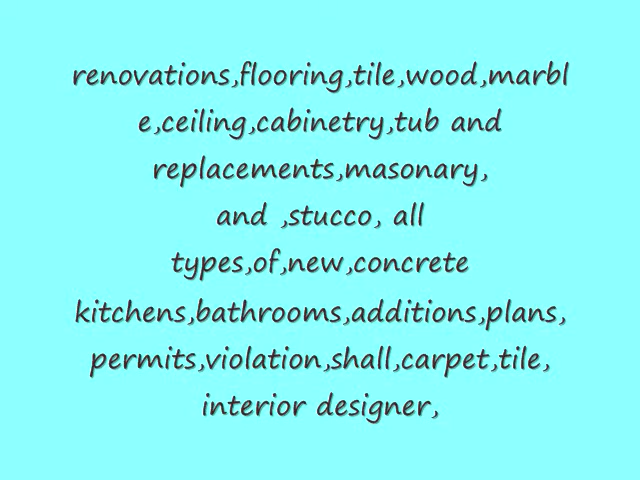 renovations,flooring,tile,wood,marbl
e,ceiling,cabinetry,tub and
replacements,masonary,
and ,stucco, all
types,of,new,concrete
kitchens,bathrooms,additions,plans,
permits,violation,shall,carpet,tile,
interior designer,